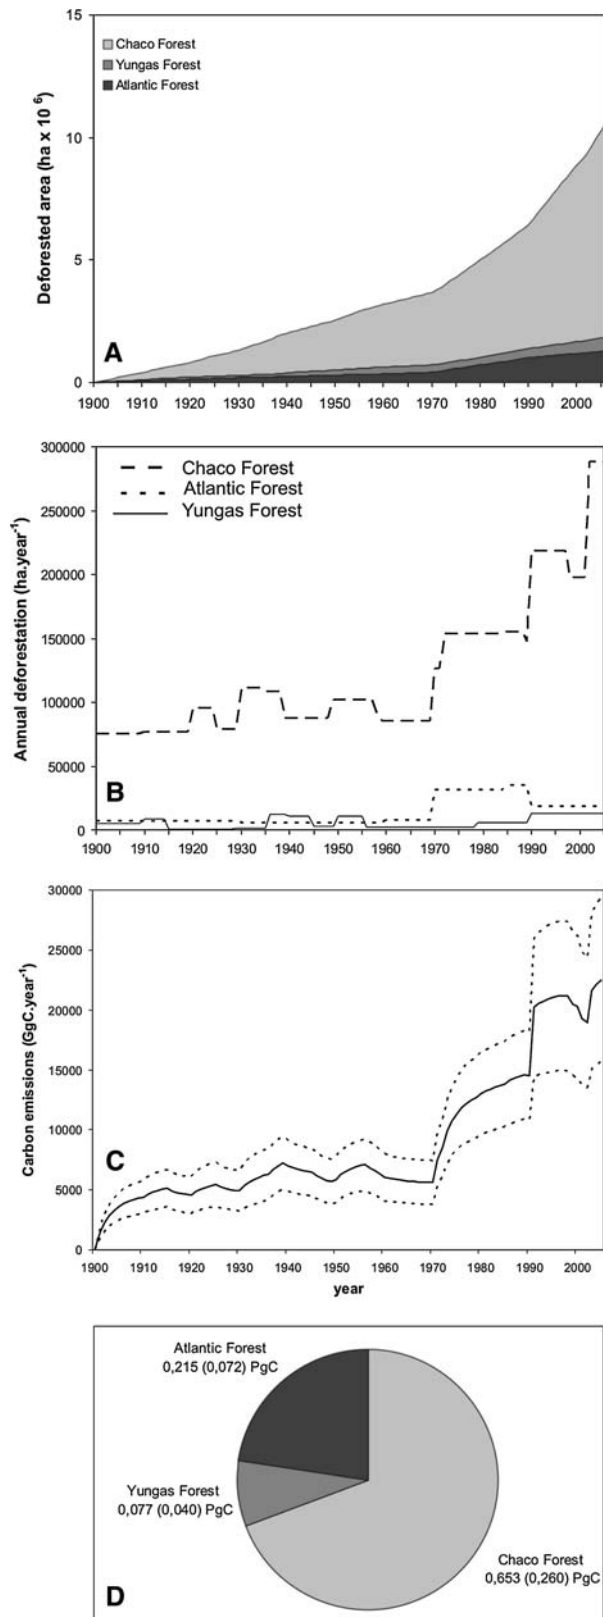 15
Chaco Forest
Yungas Forest
Atlantic Forest
10
Deforested area (ha x 10 ⁶)
5
A
0
1900 1910 1920 1930 1940 1950 1960 1970 1980 1990 2000
300000
Chaco Forest
Atlantic Forest
250000
Yungas Forest
200000
Annual deforestation (ha.year⁻¹)
150000
100000
50000
B
0
1900 1910 1920 1930 1940 1950 1960 1970 1980 1990 2000
30000
25000
20000
Carbon emissions (GgC.year⁻¹)
15000
10000
C
5000
0
1900 1910 1920 1930 1940 1950 1960 1970 1980 1990 2000
year
Atlantic Forest
0,215 (0,072) PgC
Yungas Forest
0,077 (0,040) PgC
Chaco Forest
0,653 (0,260) PgC
D